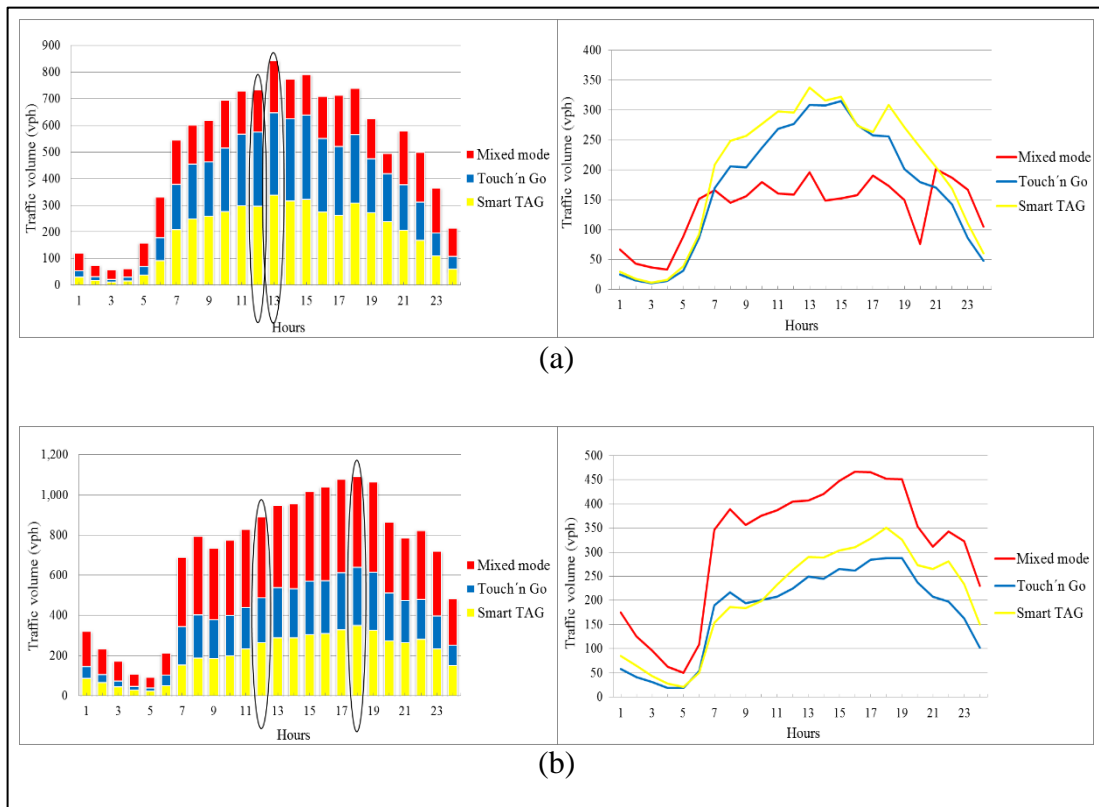 900
800
700
600
500
400
300
200
100
0
Traffic volume (vph)
1 3 5 7 9 11 13 15 17 19 21 23
Hours
Mixed mode
Touch´n Go
Smart TAG
400
350
300
250
200
150
100
50
0
Traffic volume (vph)
1 3 5 7 9 11 13 15 17 19 21 23
Hours
Mixed mode
Touch´n Go
Smart TAG
(a)
1,200
1,000
800
600
400
200
0
Traffic volume (vph)
1 3 5 7 9 11 13 15 17 19 21 23
Hours
Mixed mode
Touch´n Go
Smart TAG
500
450
400
350
300
250
200
150
100
50
0
Traffic volume (vph)
1 3 5 7 9 11 13 15 17 19 21 23
Hours
Mixed mode
Touch´n Go
Smart TAG
(b)